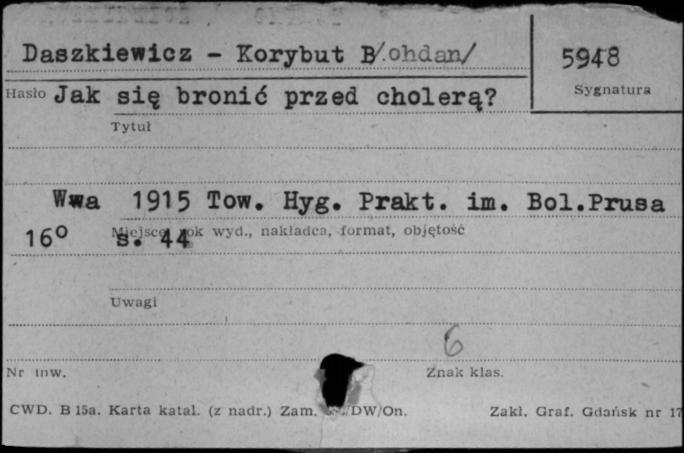 Daszkiewicz - Korybut B/ohdan/
5948
Hasło Jak się bronić przed cholerą?
Sygnatura
Tytuł
Wwa 1915 Tow. Hyg. Prakt. im. Bol.Prusa
Miejsce, rok wyd., nakładca, format, objętość
16° s. 44
Uwagi
6
Nr inw.
Znak klas.
CWD. B 15a. Karta katal. (z nadr.) Zam. /DW/On.
Zakł. Graf. Gdańsk nr 17